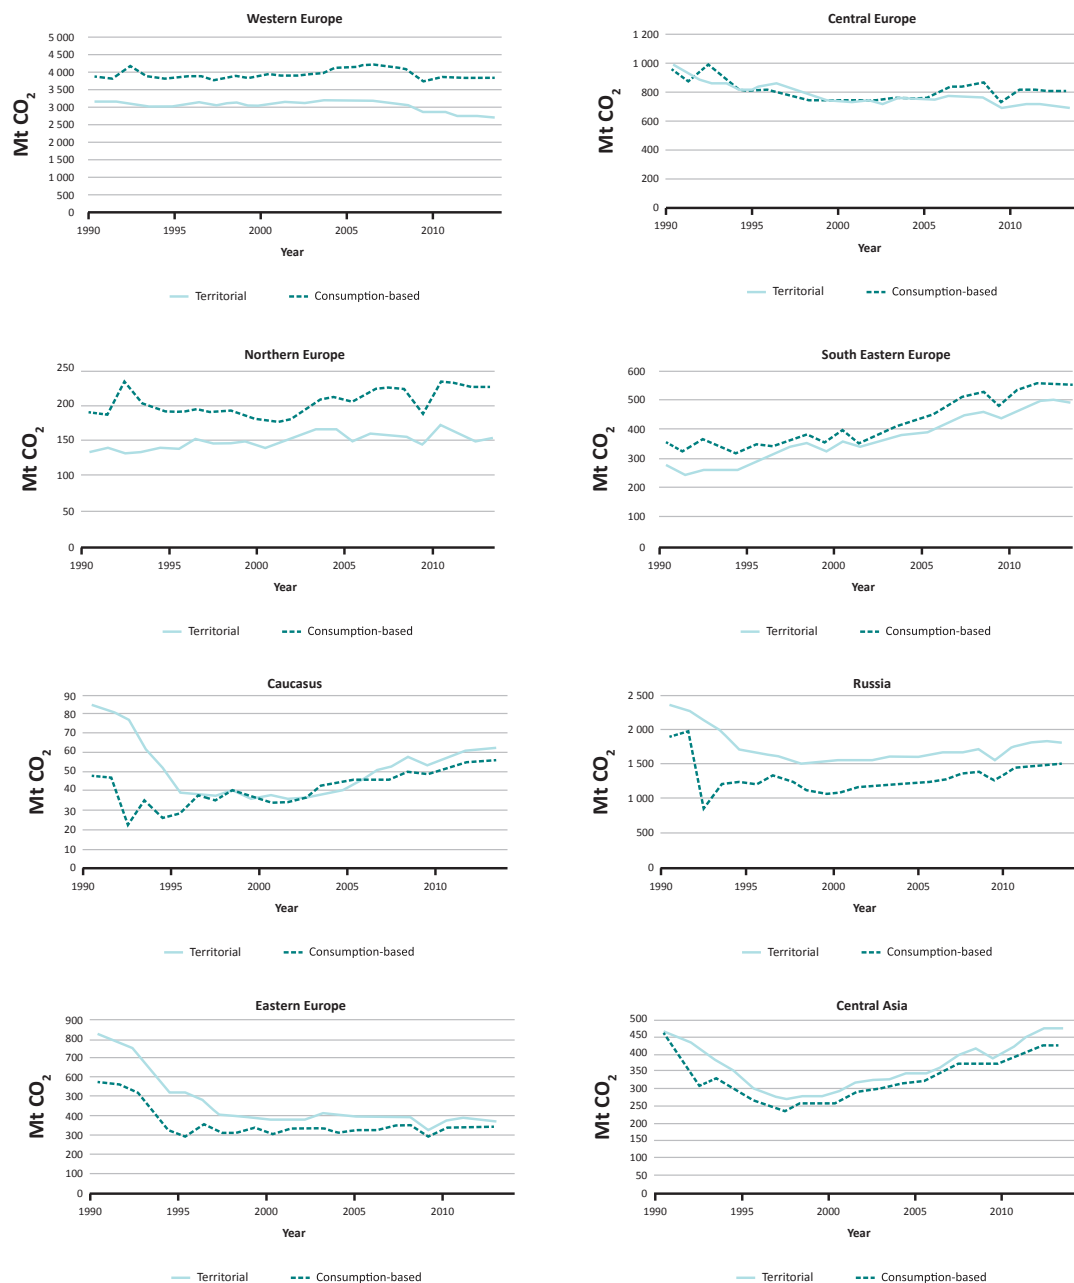 Western Europe
Mt CO2
5 000
4 500
4 000
3 500
3 000
2 500
2 000
1 500
1 000
500
0
1990 1995 2000 2005 2010
Year
Territorial Consumption-based
Central Europe
Mt CO2
1 200
1 000
800
600
400
200
0
1990 1995 2000 2005 2010
Year
Territorial Consumption-based
Northern Europe
Mt CO2
250
200
150
100
50
0
1990 1995 2000 2005 2010
Year
Territorial Consumption-based
South Eastern Europe
Mt CO2
600
500
400
300
200
100
0
1990 1995 2000 2005 2010
Year
Territorial Consumption-based
Caucasus
Mt CO2
90
80
70
60
50
40
30
20
10
0
1990 1995 2000 2005 2010
Year
Territorial Consumption-based
Russia
Mt CO2
2 500
2 000
1 500
1 000
500
0
1990 1995 2000 2005 2010
Year
Territorial Consumption-based
Eastern Europe
Mt CO2
900
800
700
600
300
400
300
200
100
0
1990 1995 2000 2005 2010
Year
Territorial Consumption-based
Central Asia
Mt CO2
500
450
400
350
300
250
200
150
100
50
0
1990 1995 2000 2005 2010
Year
Territorial Consumption-based